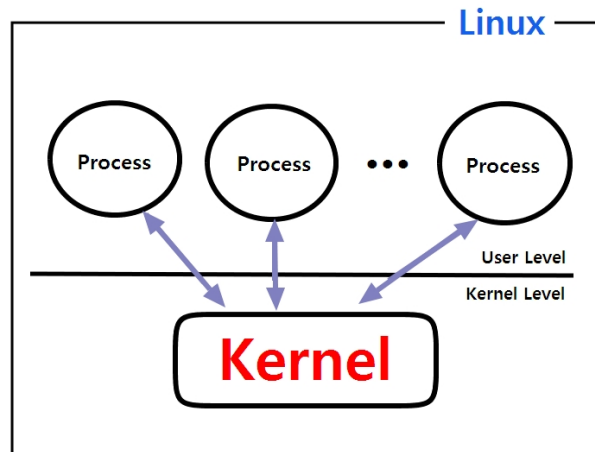 Linux
Process
Process
•••
Process
User Level
Kernel Level
Kernel